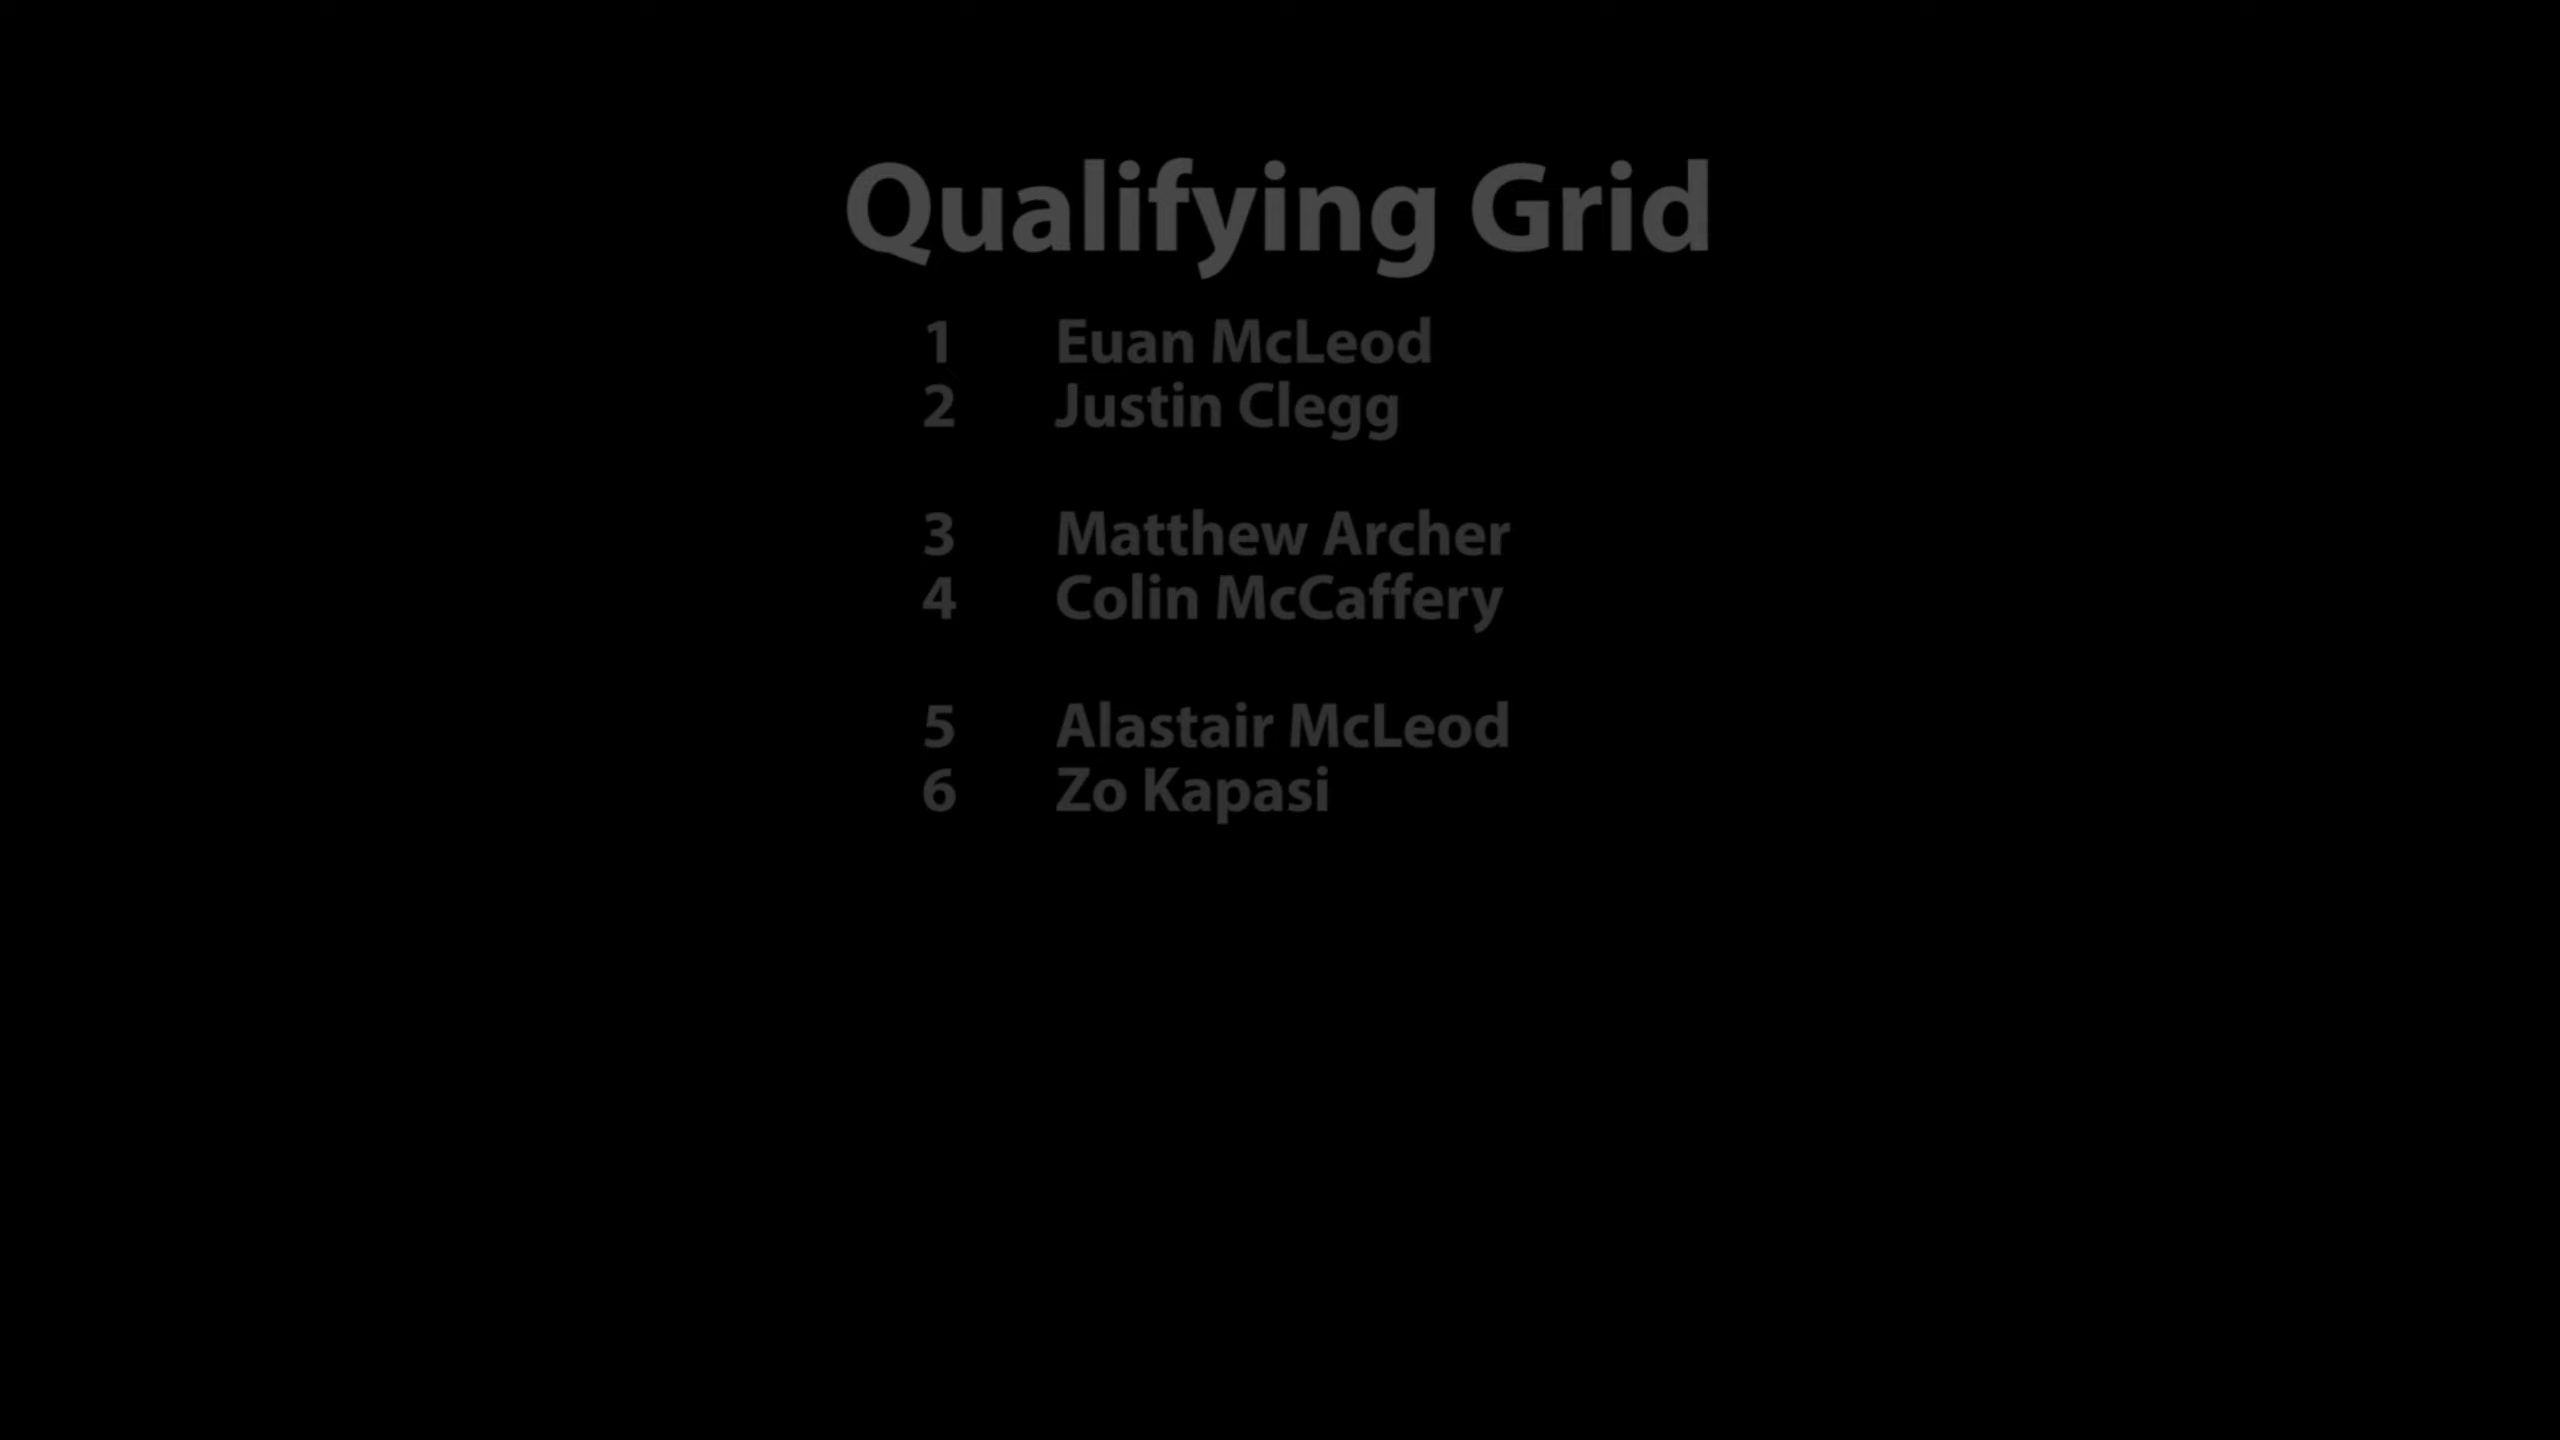 Qualifying Grid
1 Euan McLeod
2 Justin Clegg
3 Matthew Archer
4 Colin McCaffery
5 Alastair McLeod
6 Zo Kapasi